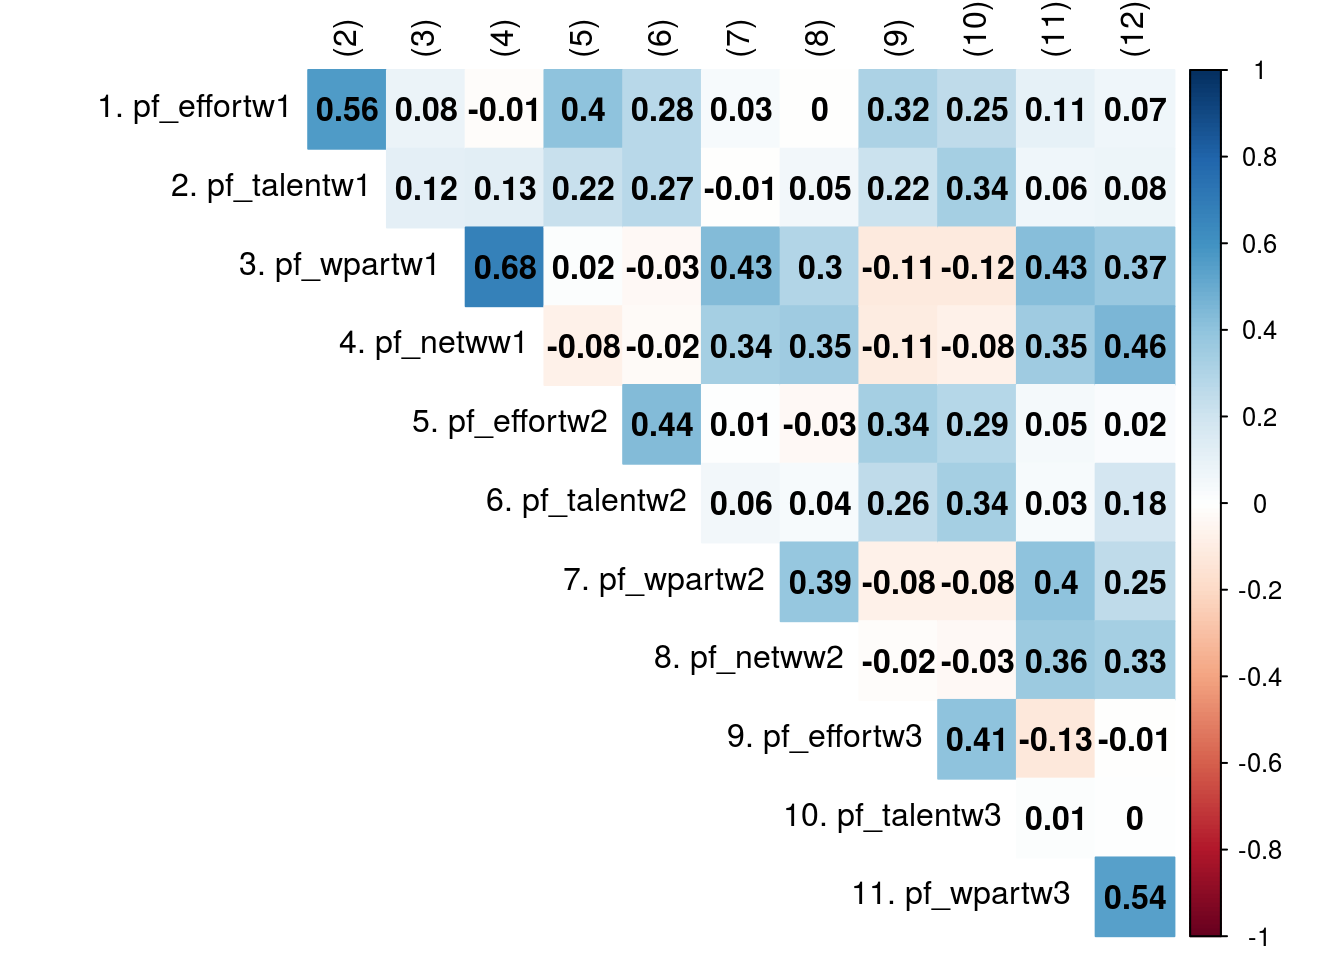 (2) (3) (4) (5) (6) (7) (8) (9) (10) (11) (12)
1. pf_effortw1 0.56 0.08 -0.01 0.4 0.28 0.03 0 0.32 0.25 0.11 0.07
2. pf_talentw1 0.12 0.13 0.22 0.27 -0.01 0.05 0.22 0.34 0.06 0.08
3. pf_wpartw1 0.68 0.02 -0.03 0.43 0.3 -0.11 -0.12 0.43 0.37
4. pf_netww1 -0.08 -0.02 0.34 0.35 -0.11 -0.08 0.35 0.46
5. pf_effortw2 0.44 0.01 -0.03 0.34 0.29 0.05 0.02
6. pf_talentw2 0.06 0.04 0.26 0.34 0.03 0.18
7. pf_wpartw2 0.39 -0.08 -0.08 0.4 0.25
8. pf_netww2 -0.02 -0.03 0.36 0.33
9. pf_effortw3 0.41 -0.13 -0.01
10. pf_talentw3 0.01 0
11. pf_wpartw3 0.54
1
0.8
0.6
0.4
0.2
0
-0.2
-0.4
-0.6
-0.8
-1